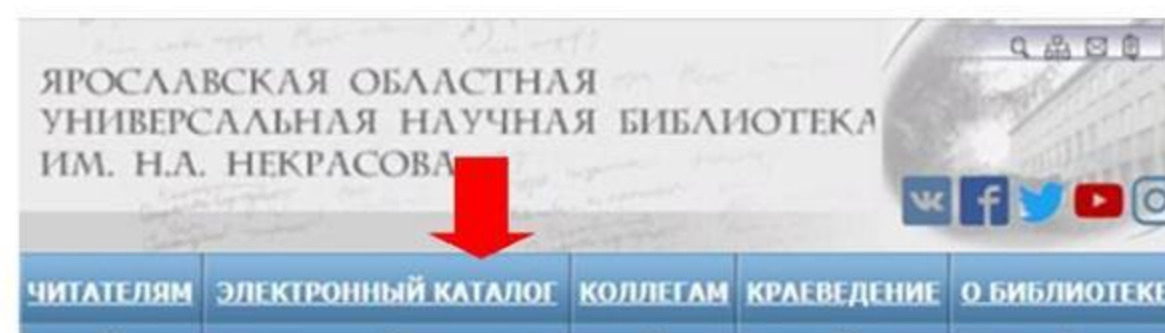 ЯРОСЛАВСКАЯ ОБЛАСТНАЯ
УНИВЕРСАЛЬНАЯ НАУЧНАЯ БИБЛИОТЕКА
ИМ. Н.А. НЕКРАСОВА
ЧИТАТЕЛЯМ ЭЛЕКТРОННЫЙ КАТАЛОГ КОЛЛЕГАМ КРАЕВЕДЕНИЕ О БИБЛИОТЕКЕ